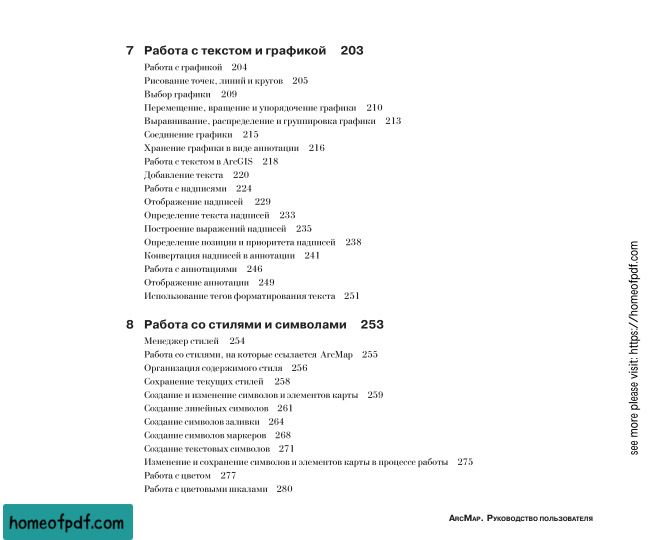 7 Работа с текстом и графикой 203
Работа с графикой 204
Рисование точек, линий и кругов 205
Выбор графики 209
Перемещение, вращение и упорядочение графики 210
Выравнивание, распределение и группировка графики 213
Соединение графики 215
Хранение графики в виде аннотации 216
Работа с текстом в ArcGIS 218
Добавление текста 220
Работа с надписями 224
Отображение надписей 229
Определение текста надписей 233
Построение выражений надписей 235
Определение позиции и приоритета надписей 238
Конвертация надписей в аннотации 241
Работа с аннотациями 246
Отображение аннотации 249
Использование тегов форматирования текста 251
8 Работа со стилями и символами 253
Менеджер стилей 254
Работа со стилями, на которые ссылается ArcMap 255
Организация содержимого стиля 256
Сохранение текущих стилей 258
Создание и изменение символов и элементов карты 259
Создание линейных символов 261
Создание символов заливки 264
Создание символов маркеров 268
Создание текстовых символов 271
Изменение и сохранение символов и элементов карты в процессе работы 275
Работа с цветом 277
Работа с цветовыми шкалами 280
ArcMap. Руководство пользователя
homeofpdf.com
see more please visit: https://homeofpdf.com